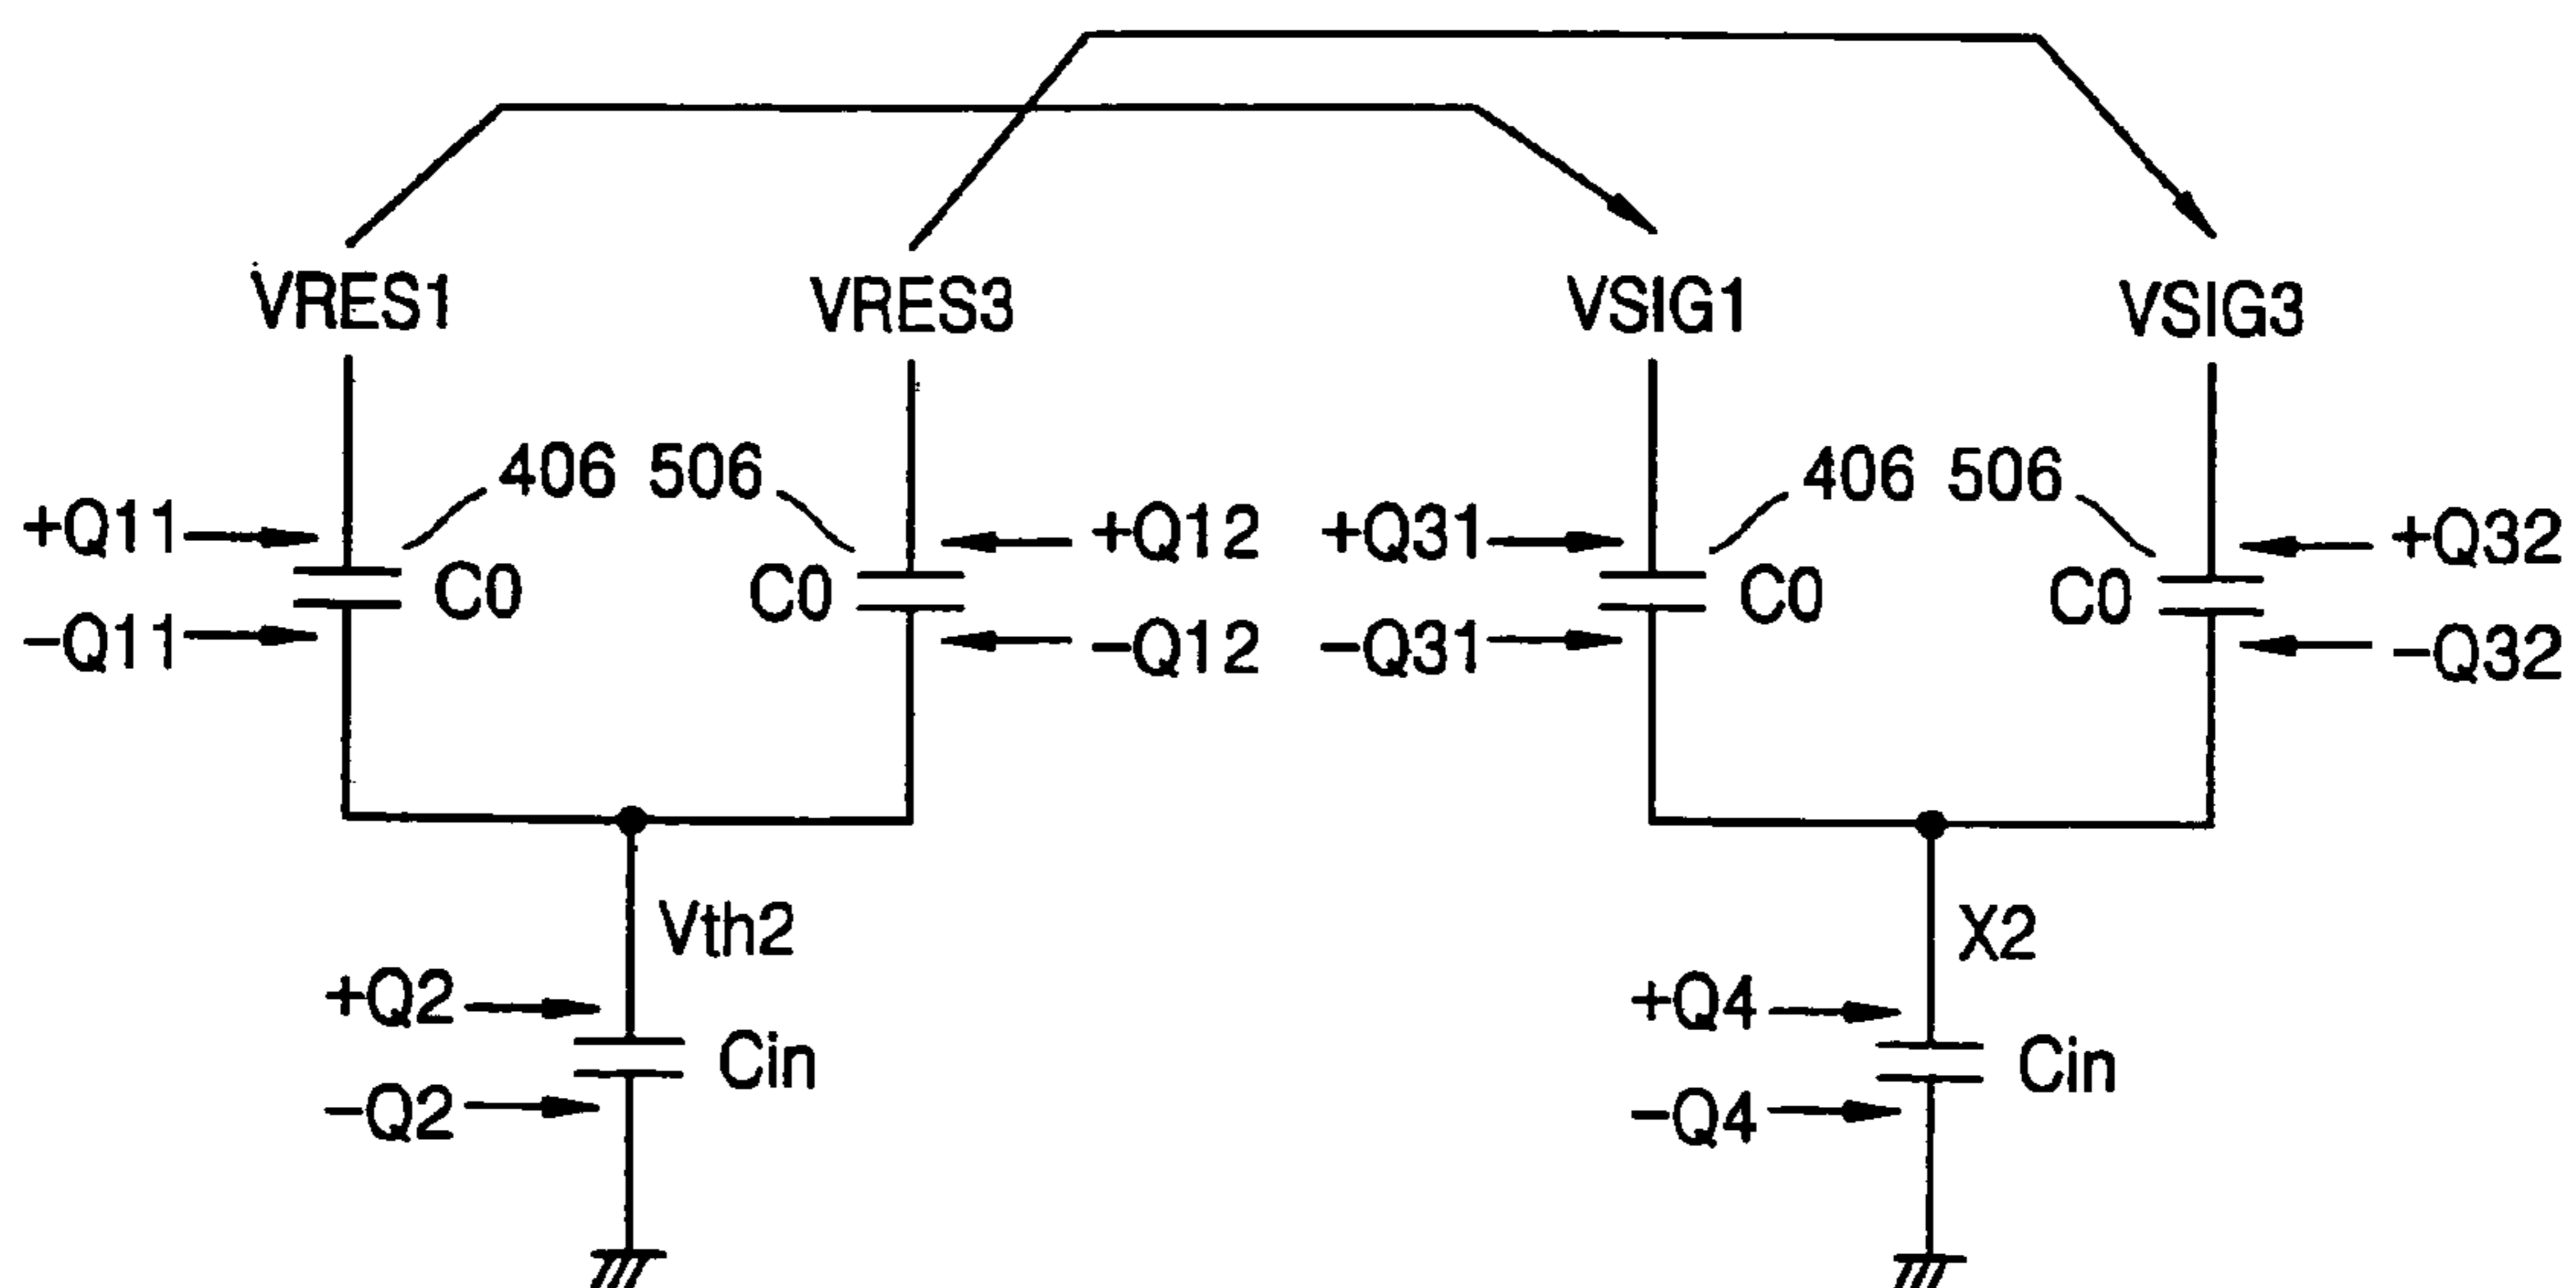 VRES1 VRES3 VSIG1 VSIG3
406 506 406 506
+Q11 C0 C0 +Q12 +Q31 C0 C0 +Q32
−Q11 −Q12 −Q31 −Q32
Vth2 X2
+Q2 Cin +Q4 Cin
−Q2 −Q4